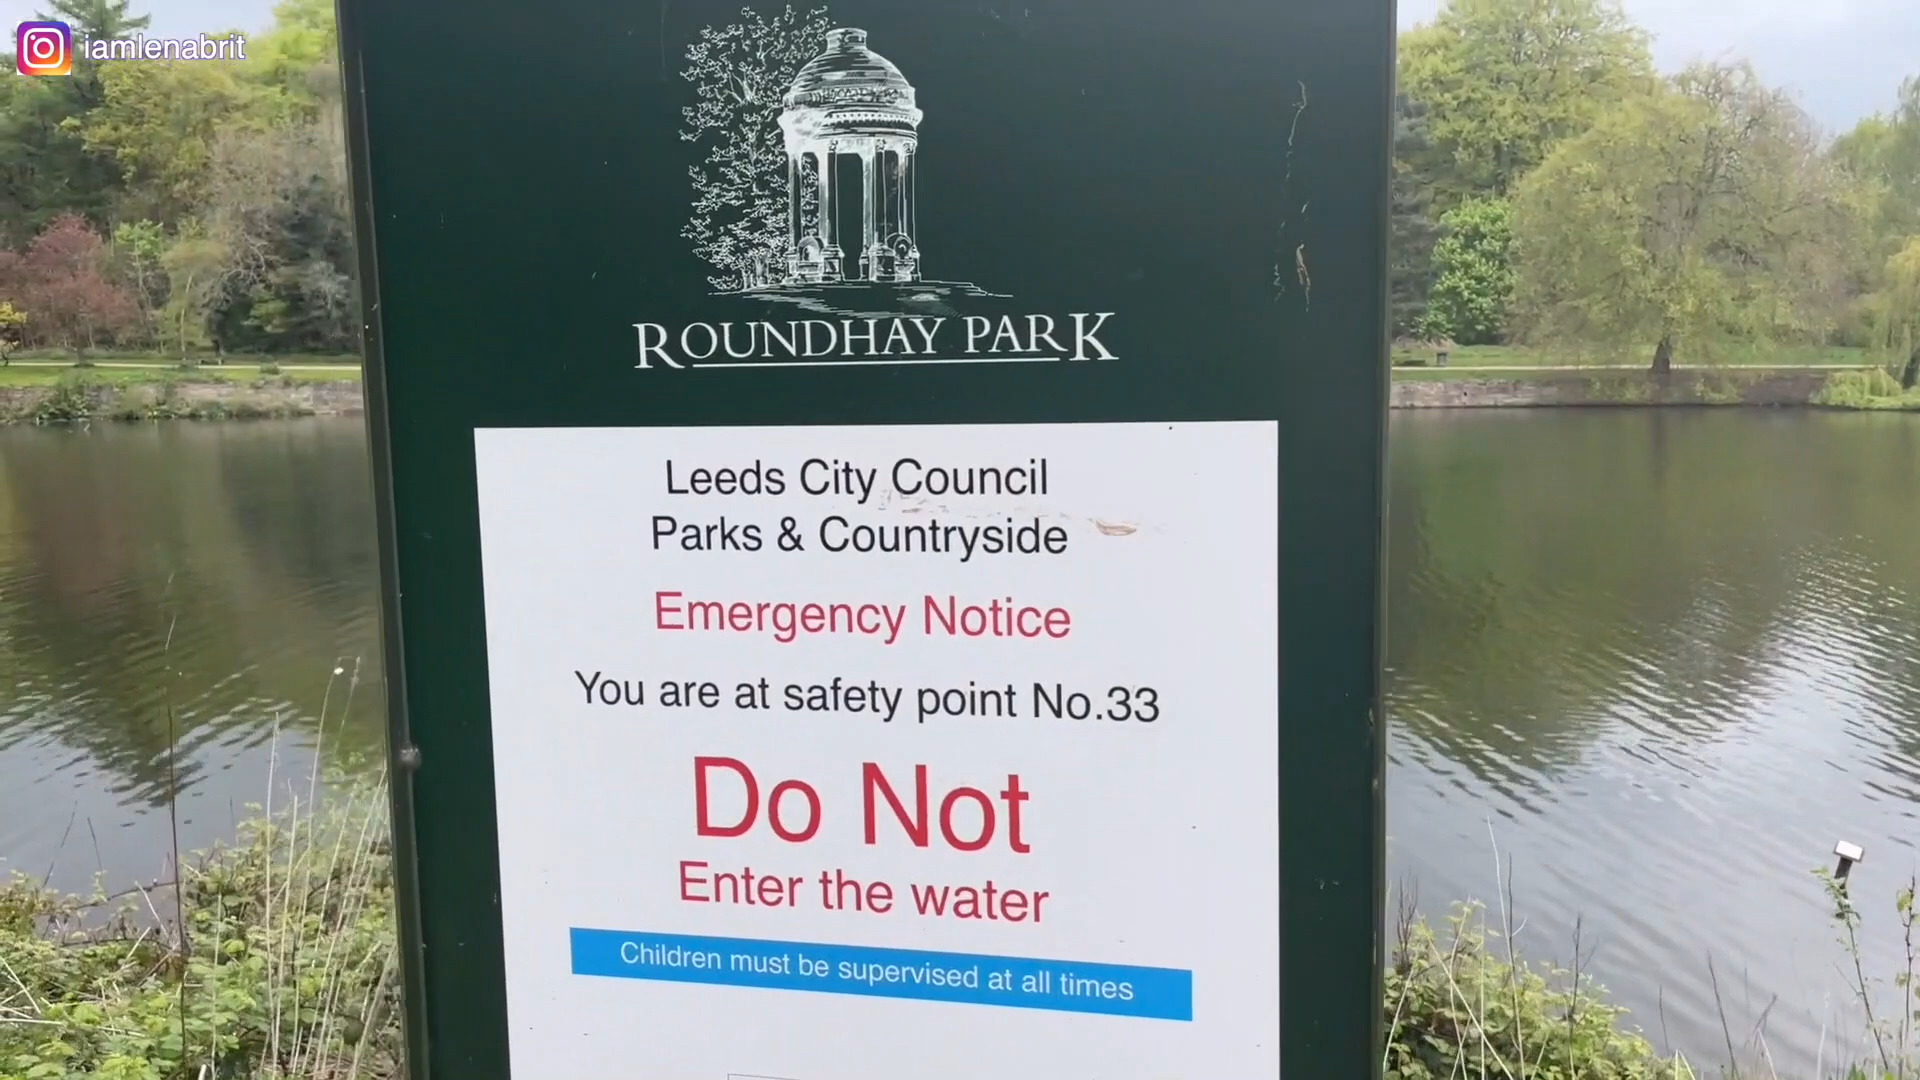 iamlenabrit
ROUNDHAY PARK
Leeds City Council
Parks & Countryside
Emergency Notice
You are at safety point No.33
Do Not
Enter the water
Children must be supervised at all times